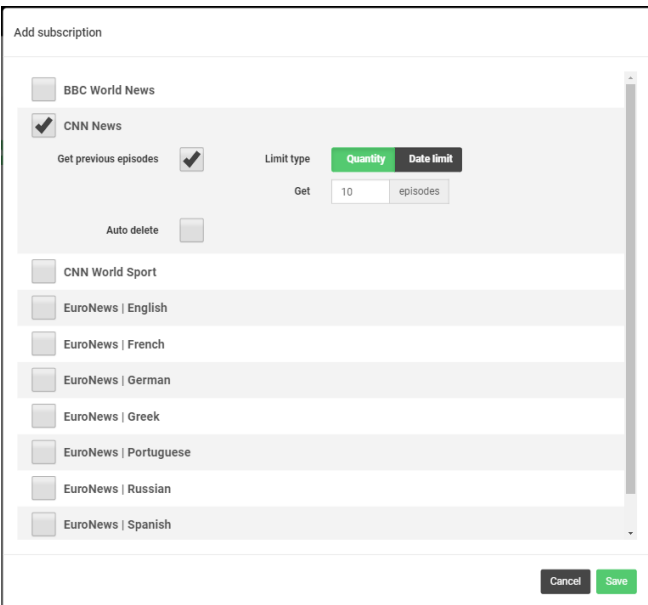 Add subscription
BBC World News
CNN News
Get previous episodes Limit type Quantity Date limit
Get 10 episodes
Auto delete
CNN World Sport
EuroNews | English
EuroNews | French
EuroNews | German
EuroNews | Greek
EuroNews | Portuguese
EuroNews | Russian
EuroNews | Spanish
Cancel Save